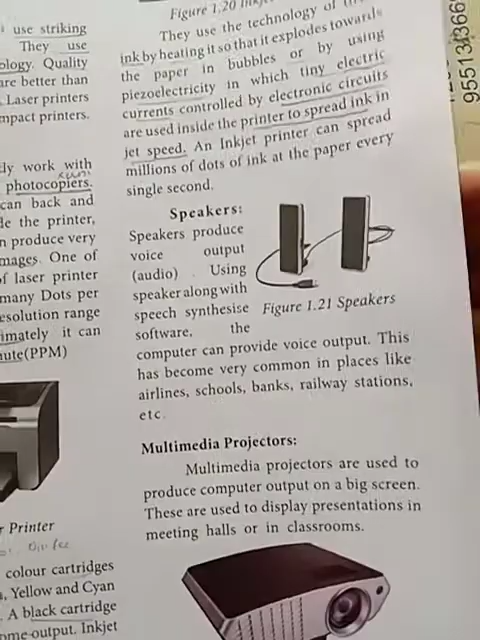 use striking
They use
ology. Quality
are better than
Laser printers
mpact printers.
ly work with
photocopiers.
can back and
de the printer,
n produce very
mages. One of
of laser printer
many Dots per
esolution range
imately it can
nute(PPM)
r Printer
colour cartridges
, Yellow and Cyan
. A black cartridge
ome output. Inkjet
Figure 1.20
They use the technology of
ink by heating it so that it explodes towards
the paper in bubbles or by using
piezoelectricity in which tiny electric
currents controlled by electronic circuits
are used inside the printer to spread ink in
jet speed. An Inkjet printer can spread
millions of dots of ink at the paper every
single second.
Speakers:
Speakers produce
voice output
(audio) . Using
speaker along with
speech synthesise
software, the
Figure 1.21 Speakers
computer can provide voice output. This
has become very common in places like
airlines, schools, banks, railway stations,
etc.
Multimedia Projectors:
Multimedia projectors are used to
produce computer output on a big screen.
These are used to display presentations in
meeting halls or in classrooms.